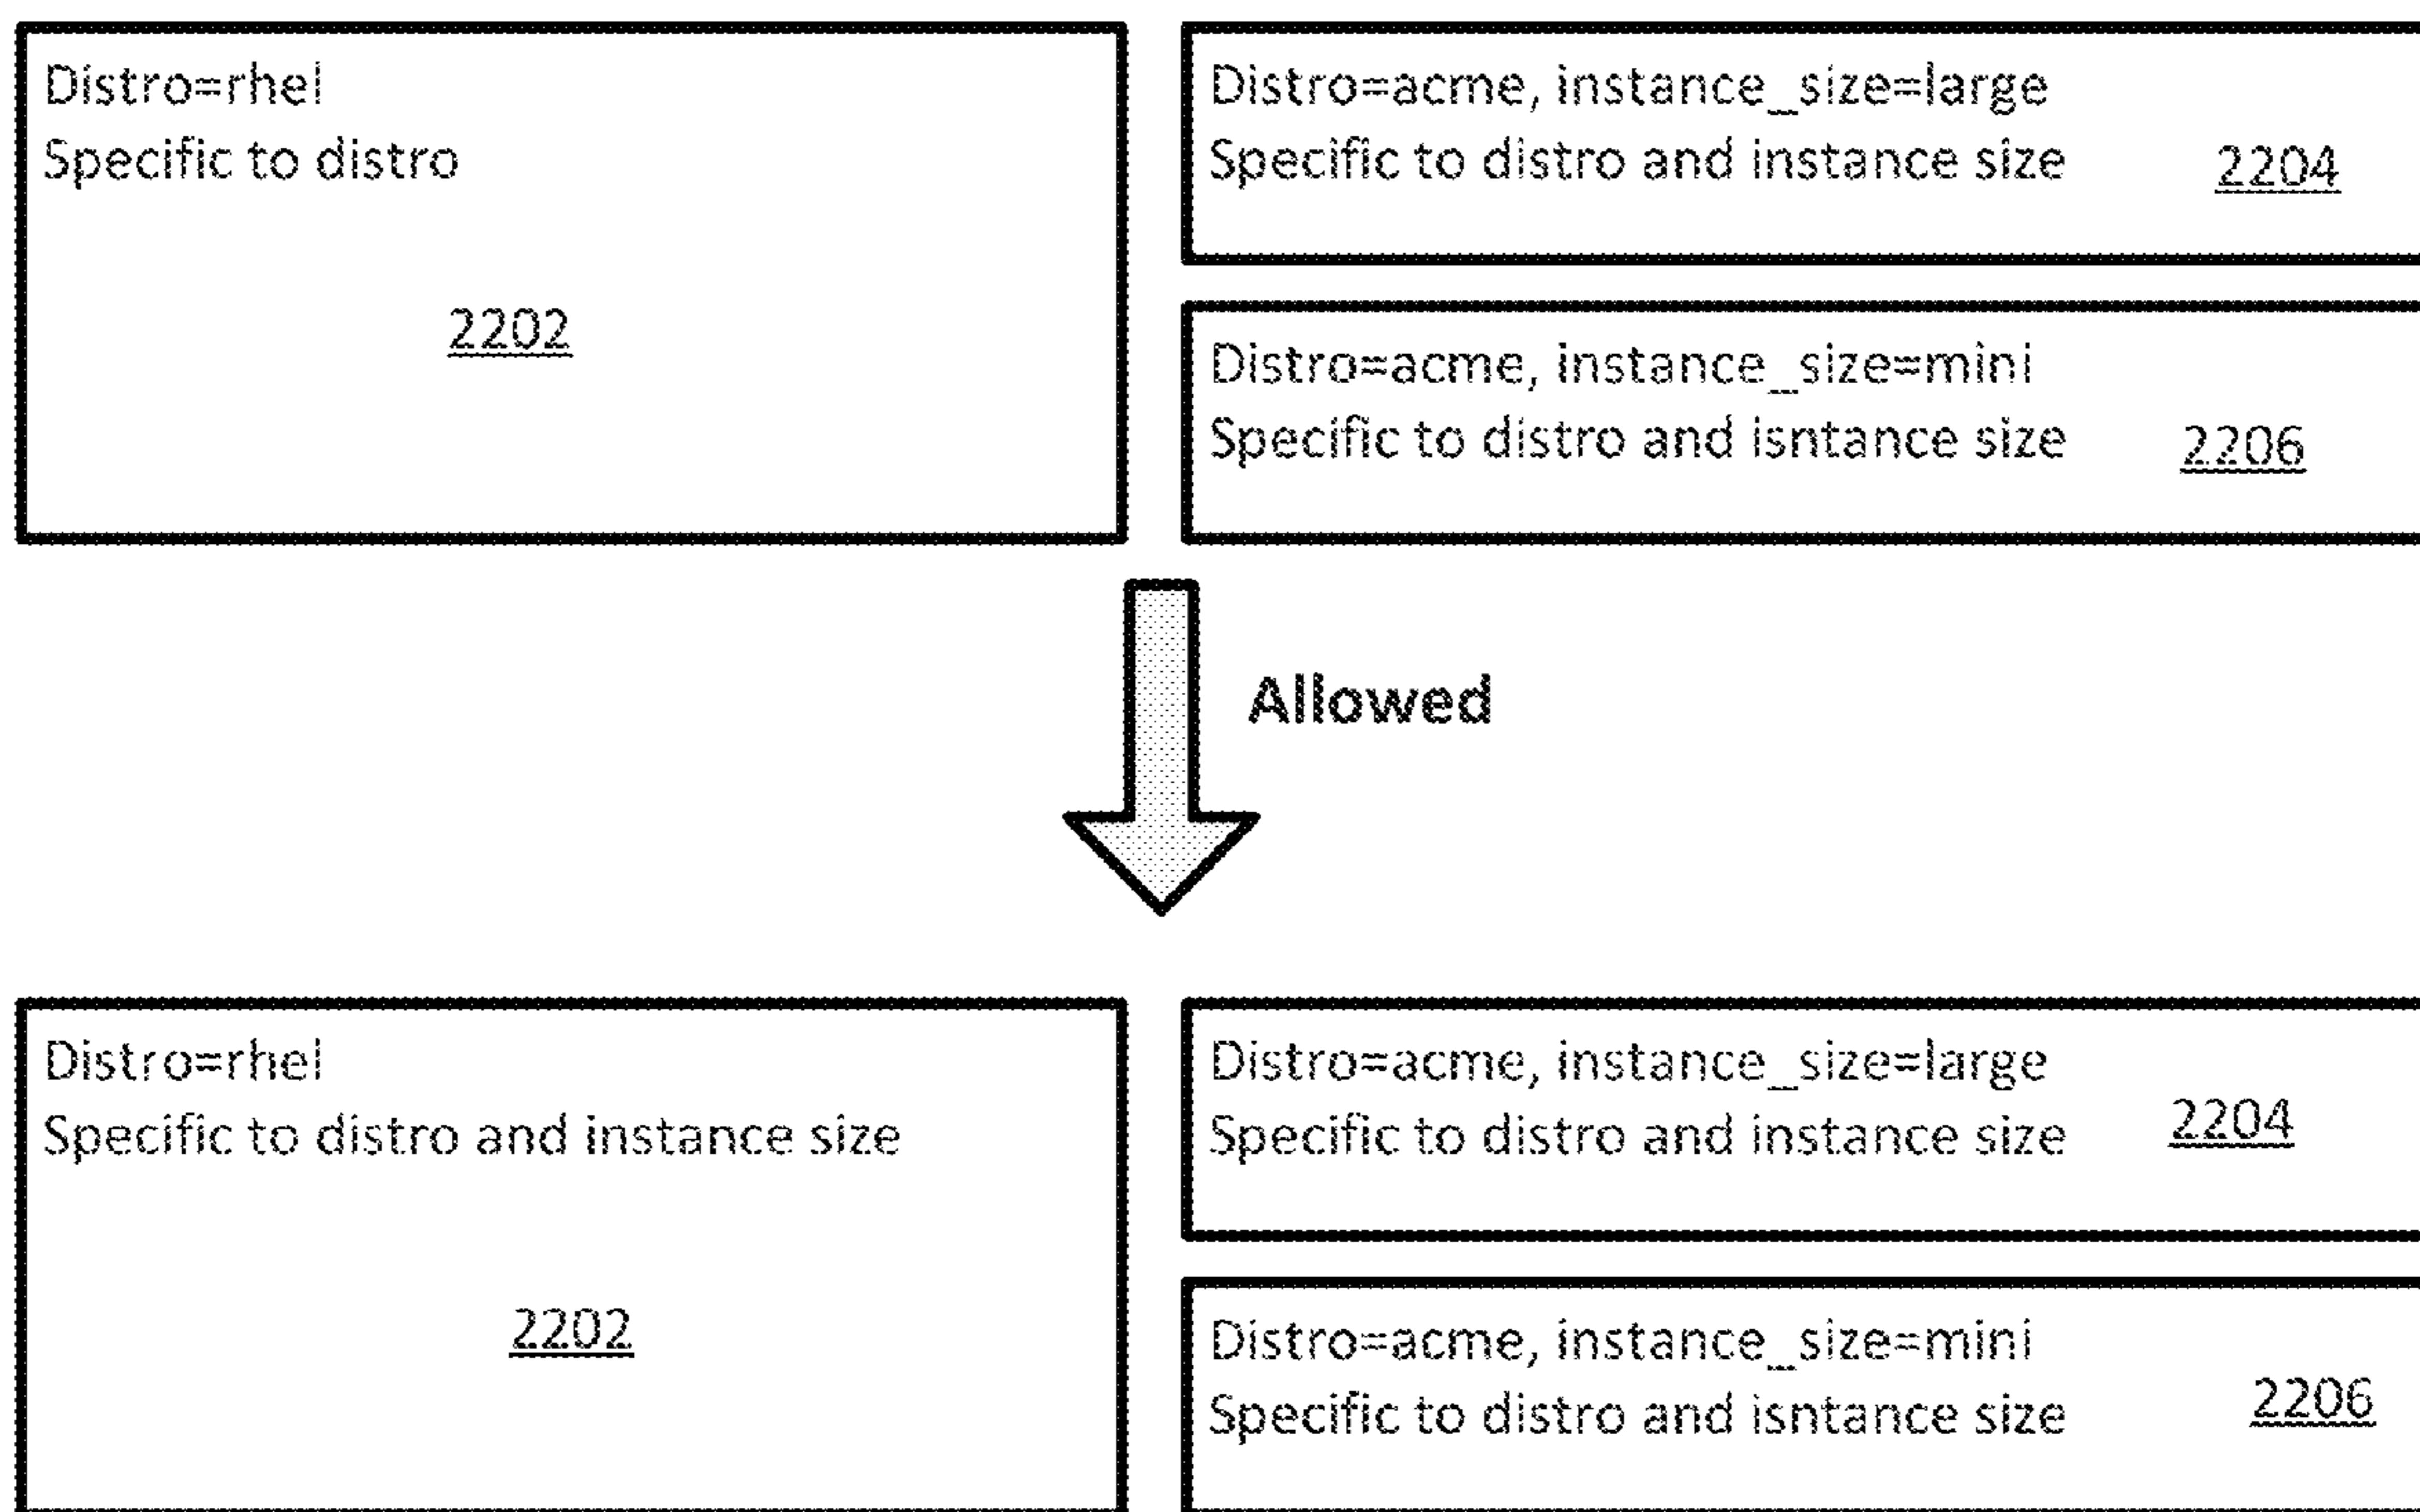 Distro=rhel
Specific to distro
2202
Distro=acme, instance_size=large
Specific to distro and instance size
2204
Distro=acme, instance_size=mini
Specific to distro and isntance size
2206
Allowed
Distro=rhel
Specific to distro and instance size
2202
Distro=acme, instance_size=large
Specific to distro and instance size
2204
Distro=acme, instance_size=mini
Specific to distro and isntance size
2206